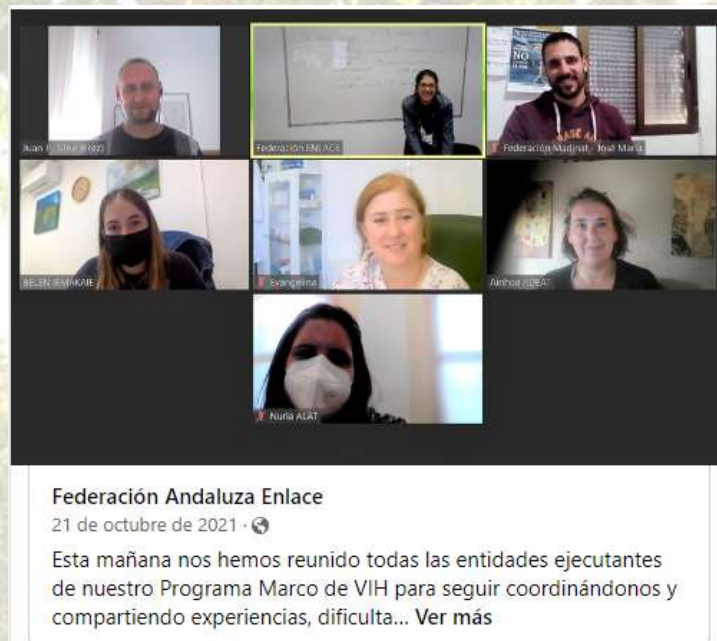 NO
Federación ENLACE
Federación Madinat - José María
BELEN
Evangelina
Ainhoa
Nuria ALAT
Federación Andaluza Enlace
21 de octubre de 2021 ·
Esta mañana nos hemos reunido todas las entidades ejecutantes
de nuestro Programa Marco de VIH para seguir coordinándonos y
compartiendo experiencias, dificulta... Ver más